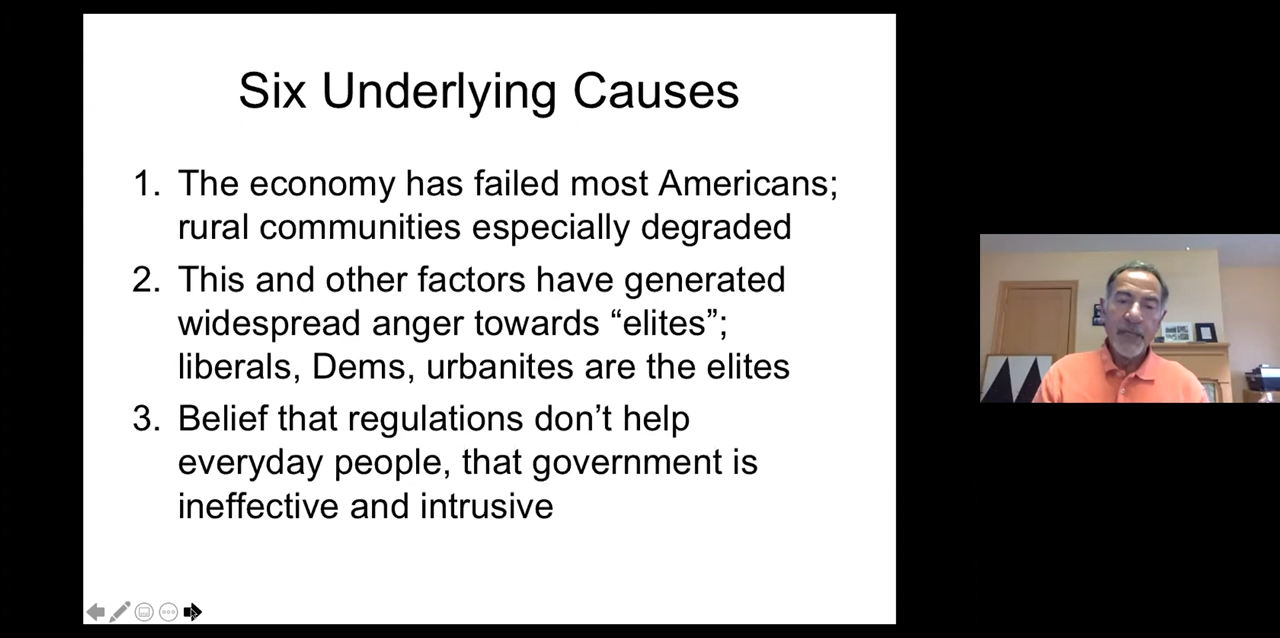 Six Underlying Causes
1. The economy has failed most Americans;
rural communities especially degraded
2. This and other factors have generated
widespread anger towards “elites”;
liberals, Dems, urbanites are the elites
3. Belief that regulations don’t help
everyday people, that government is
ineffective and intrusive